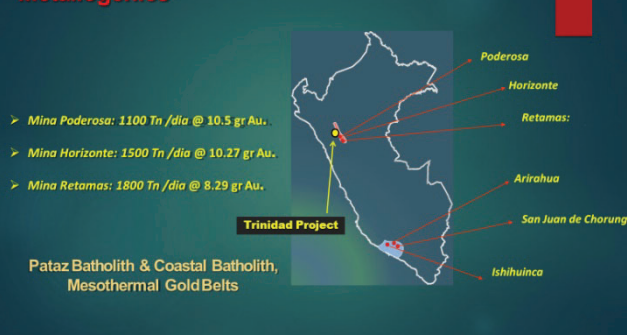 Poderosa
Horizonte
Retamas:
➢ Mina Poderosa: 1100 Tn /dia @ 10.5 gr Au.
➢ Mina Horizonte: 1500 Tn /dia @ 10.27 gr Au.
➢ Mina Retamas: 1800 Tn /dia @ 8.29 gr Au.
Arirahua
San Juan de Chorung
Ishihuinca
Trinidad Project
Pataz Batholith & Coastal Batholith,
Mesothermal Gold Belts